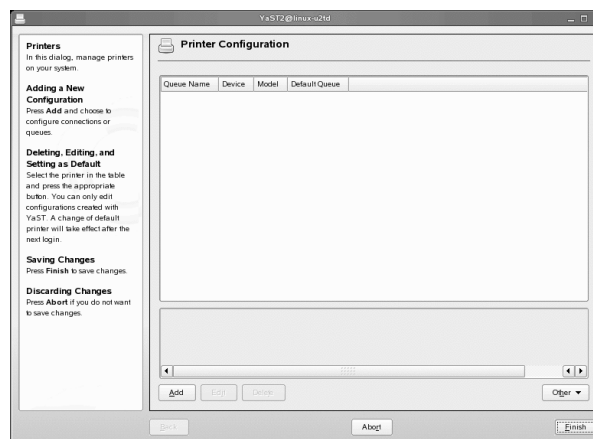 YaST2@linux-u2td
Printers
In this dialog, manage printers
on your system.
Adding a New
Configuration
Press Add and choose to
configure connections or
queues.
Deleting, Editing, and
Setting as Default
Select the printer in the table
and press the appropriate
button. You can only edit
configurations created with
YaST. A change of default
printer will take effect after the
next login.
Saving Changes
Press Finish to save changes.
Discarding Changes
Press Abort if you do not want
to save changes.
Printer Configuration
Queue Name Device Model Default Queue
Add Edit Delete Other
Back Abort Finish